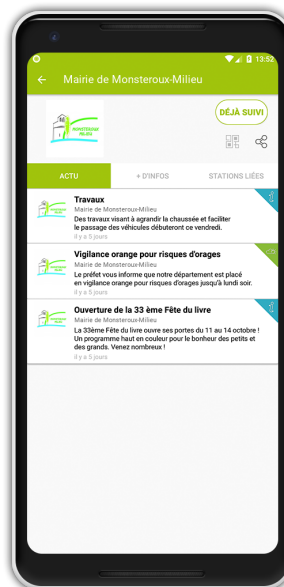 13:52
Mairie de Monsteroux-Milieu
MONSTEROUX
MILIEU
DÉJÀ SUIVI
ACTU
+ D'INFOS
STATIONS LIÉES
Travaux
Mairie de Monsteroux-Milieu
Des travaux visant à agrandir la chaussée et faciliter
le passage des véhicules débuteront ce vendredi.
il y a 5 jours
Vigilance orange pour risques d'orages
Mairie de Monsteroux-Milieu
Le préfet vous informe que notre département est placé
en vigilance orange pour risques d'orages jusqu'à lundi soir.
il y a 5 jours
Ouverture de la 33 ème Fête du livre
Mairie de Monsteroux-Milieu
La 33ème Fête du livre ouvre ses portes du 11 au 14 octobre !
Un programme haut en couleur pour le bonheur des petits et
des grands. Venez nombreux !
il y a 5 jours